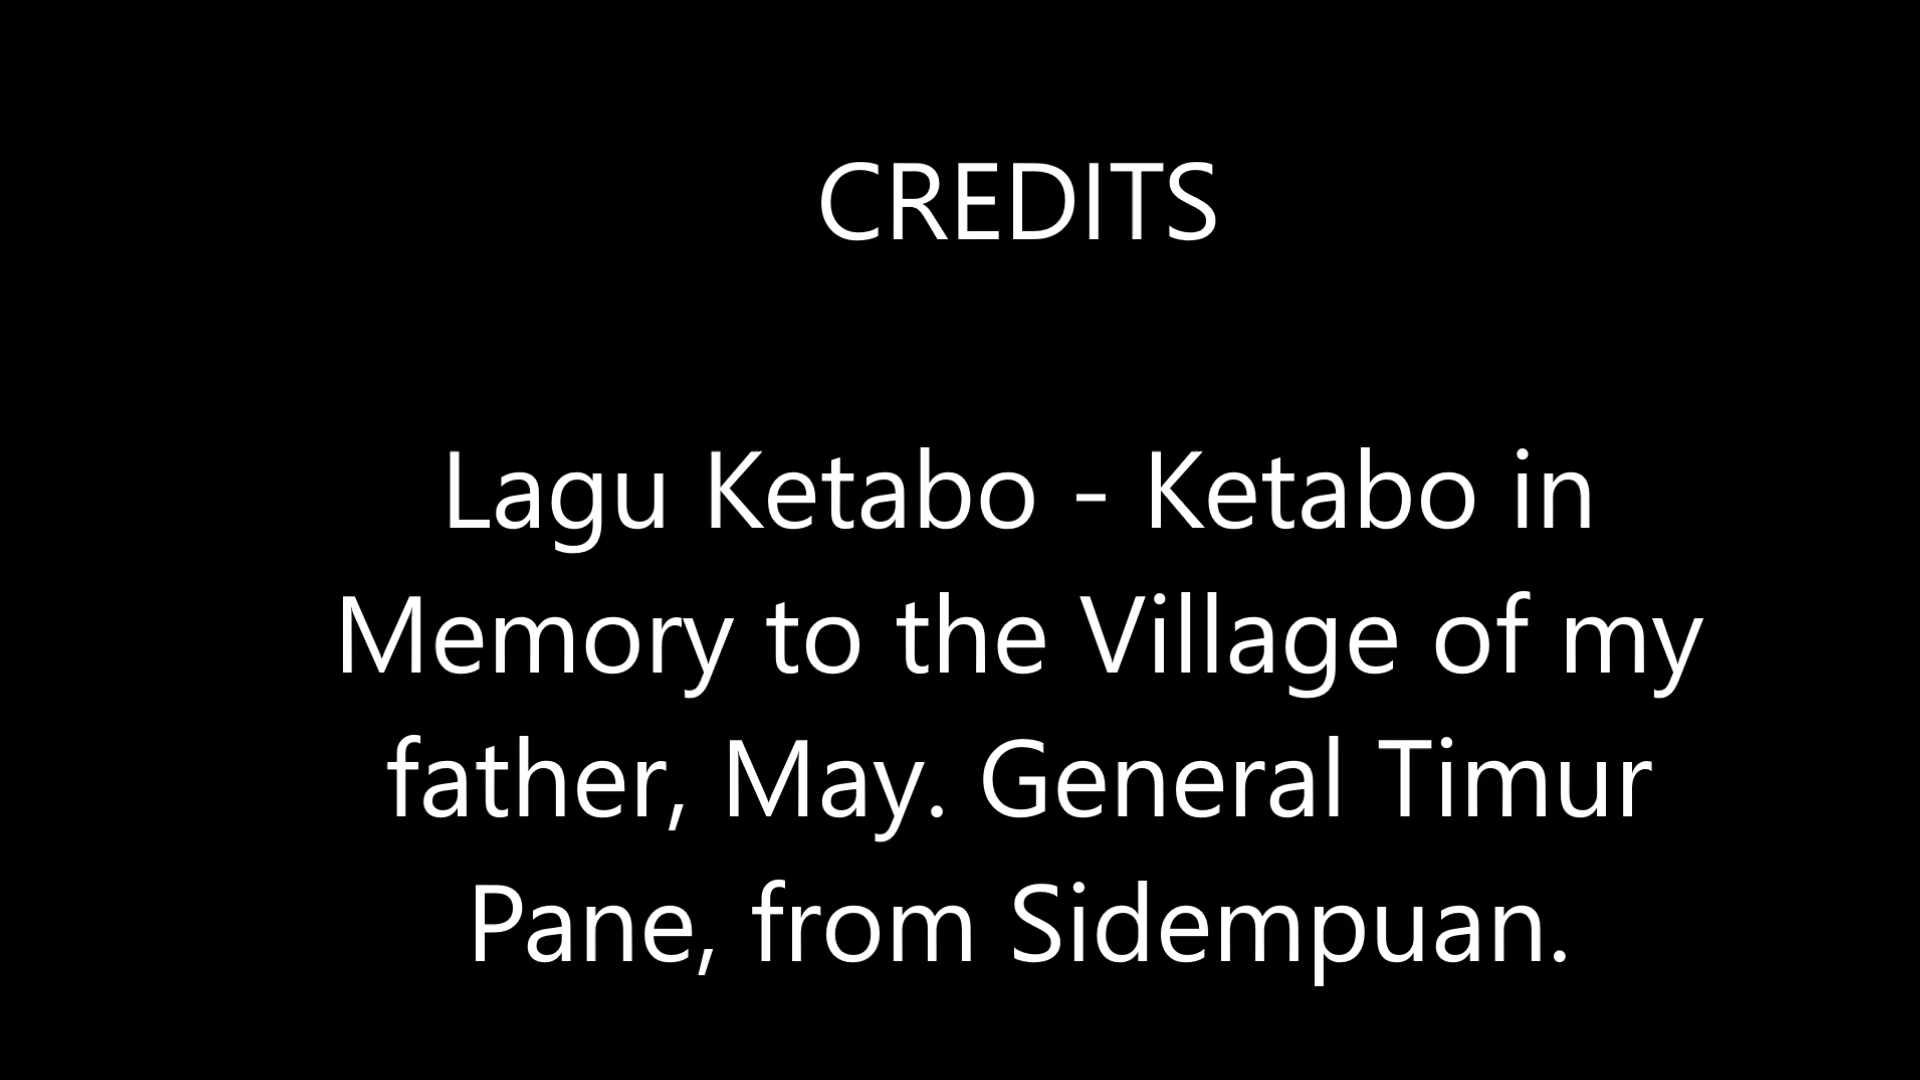 CREDITS
Lagu Ketabo - Ketabo in
Memory to the Village of my
father, May. General Timur
Pane, from Sidempuan.